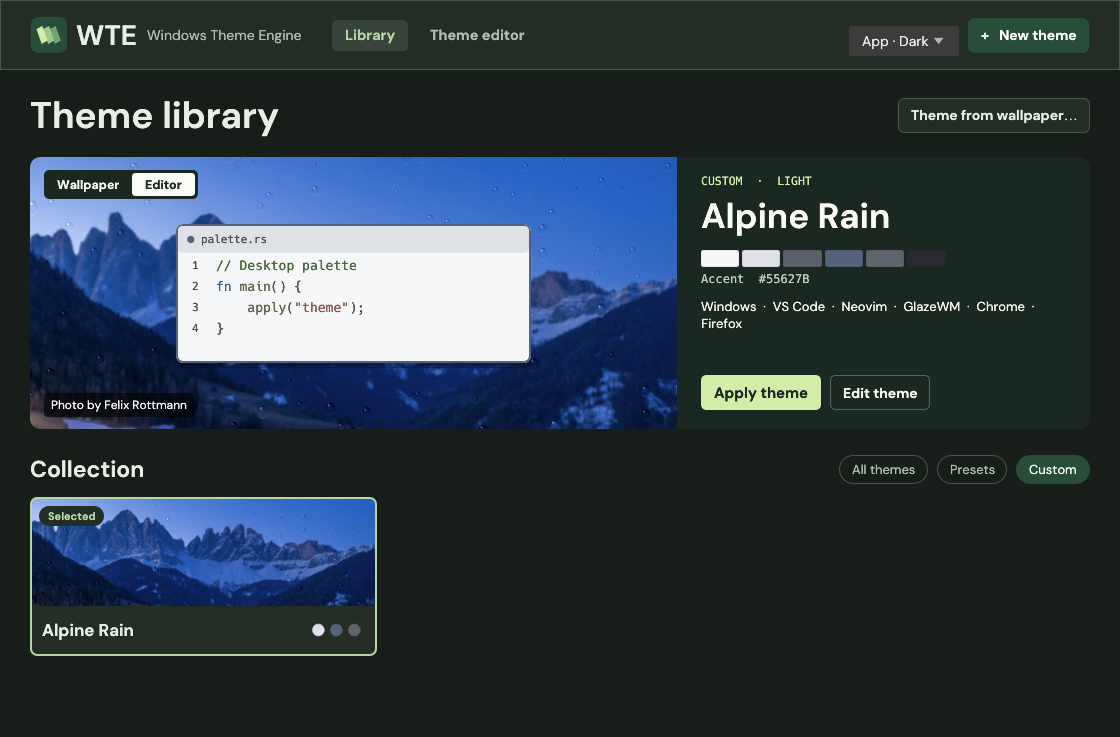 WTE Windows Theme Engine Library Theme editor App · Dark + New theme
Theme library Theme from wallpaper...
Wallpaper Editor
palette.rs
1 // Desktop palette
2 fn main() {
3 apply("theme");
4 }
Photo by Felix Rottmann
CUSTOM · LIGHT
Alpine Rain
Accent #55627B
Windows · VS Code · Neovim · GlazeWM · Chrome ·
Firefox
Apply theme Edit theme
Collection All themes Presets Custom
Selected
Alpine Rain